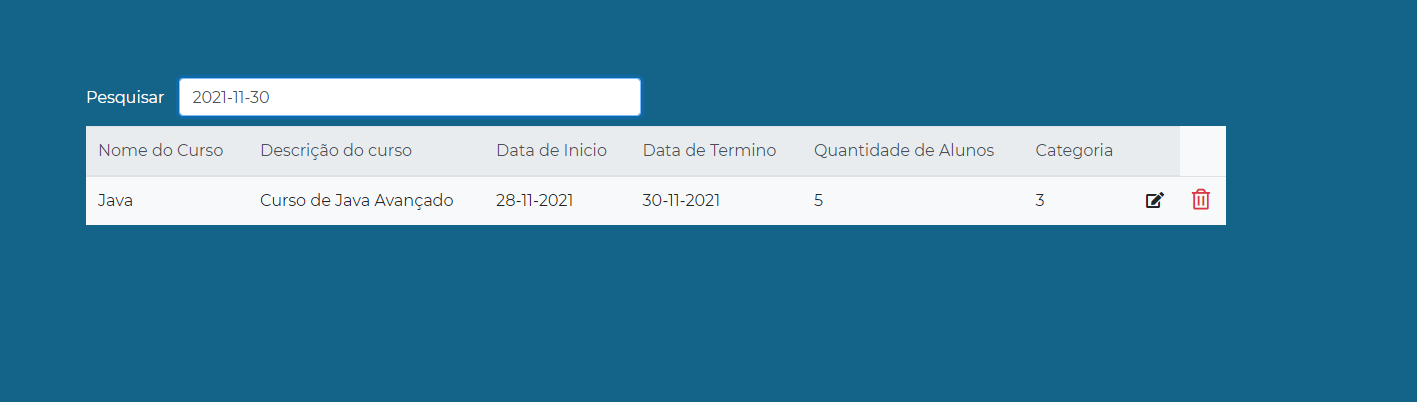 Pesquisar 2021-11-30
Nome do Curso Descrição do curso Data de Inicio Data de Termino Quantidade de Alunos Categoria
Java Curso de Java Avançado 28-11-2021 30-11-2021 5 3